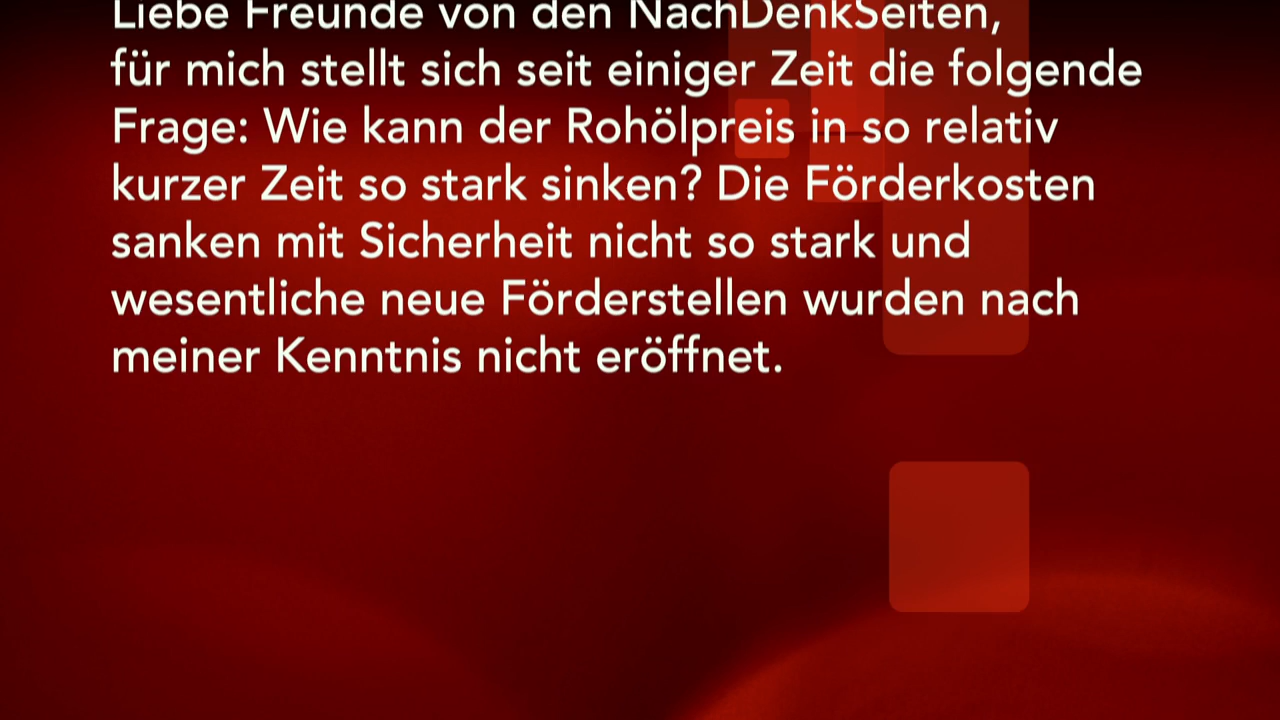 Liebe Freunde von den NachDenkSeiten,
für mich stellt sich seit einiger Zeit die folgende
Frage: Wie kann der Rohölpreis in so relativ
kurzer Zeit so stark sinken? Die Förderkosten
sanken mit Sicherheit nicht so stark und
wesentliche neue Förderstellen wurden nach
meiner Kenntnis nicht eröffnet.